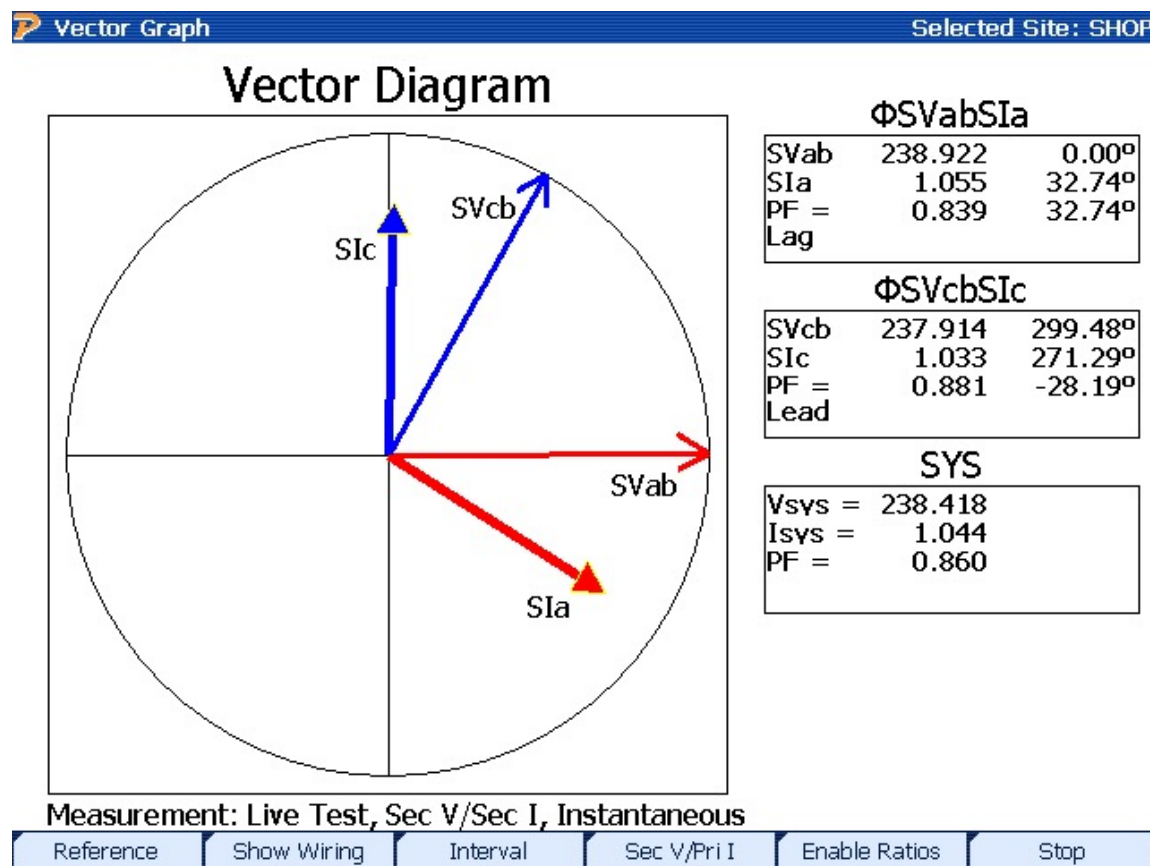 Vector Graph
Selected Site: SHOP
Vector Diagram
SVcb
SIc
SVab
SIa
ΦSVabSIa
SVab 238.922 0.00º
SIa 1.055 32.74º
PF = 0.839 32.74º
Lag
ΦSVcbSIc
SVcb 237.914 299.48º
SIc 1.033 271.29º
PF = 0.881 -28.19º
Lead
SYS
Vsys = 238.418
Isys = 1.044
PF = 0.860
Measurement: Live Test, Sec V/Sec I, Instantaneous
Reference Show Wiring Interval Sec V/Pri I Enable Ratios Stop